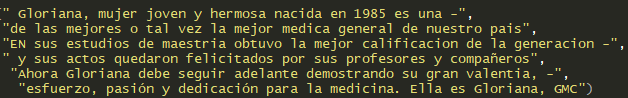 (" Gloriana, mujer joven y hermosa nacida en 1985 es una -",
"de las mejores o tal vez la mejor medica general de nuestro pais",
"EN sus estudios de maestria obtuvo la mejor calificacion de la generacion -",
" y sus actos quedaron felicitados por sus profesores y compañeros",
"Ahora Gloriana debe seguir adelante demostrando su gran valentia, -",
"esfuerzo, pasión y dedicación para la medicina. Ella es Gloriana, GMC")